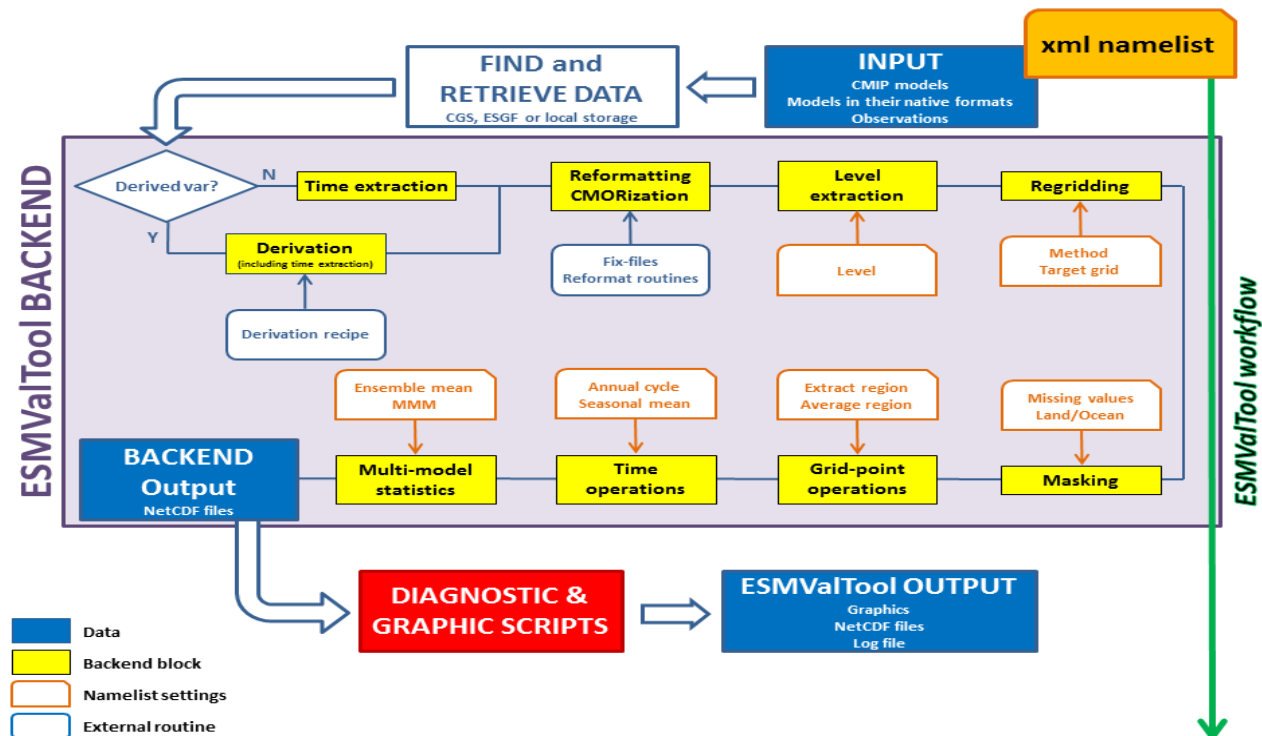 xml namelist
FIND and
RETRIEVE DATA
CGS, ESGF or local storage
INPUT
CMIP models
Models in their native formats
Observations
ESMValTool BACKEND
Derived var?
N
Y
Time extraction
Derivation
(including time extraction)
Derivation recipe
Reformatting
CMORization
Fix-files
Reformat routines
Level
extraction
Level
Regridding
Method
Target grid
ESMValTool workflow
Ensemble mean
MMM
Annual cycle
Seasonal mean
Extract region
Average region
Missing values
Land/Ocean
BACKEND
Output
NetCDF files
Multi-model
statistics
Time
operations
Grid-point
operations
Masking
DIAGNOSTIC &
GRAPHIC SCRIPTS
ESMValTool OUTPUT
Graphics
NetCDF files
Log file
Data
Backend block
Namelist settings
External routine